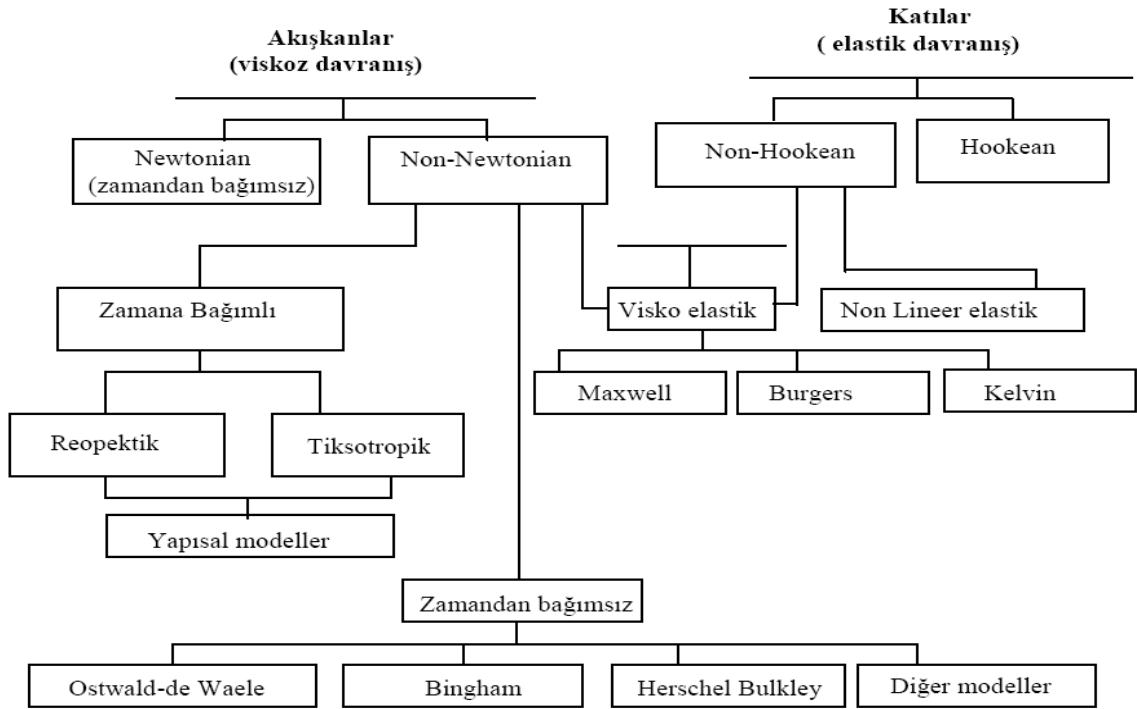 Akışkanlar
(viskoz davranış)
Katılar
( elastik davranış)
Newtonian
(zamandan bağımsız)
Non-Newtonian
Non-Hookean
Hookean
Zamana Bağımlı
Visko elastik
Non Lineer elastik
Maxwell
Burgers
Kelvin
Reopektik
Tiksotropik
Yapısal modeller
Zamandan bağımsız
Ostwald-de Waele
Bingham
Herschel Bulkley
Diğer modeller